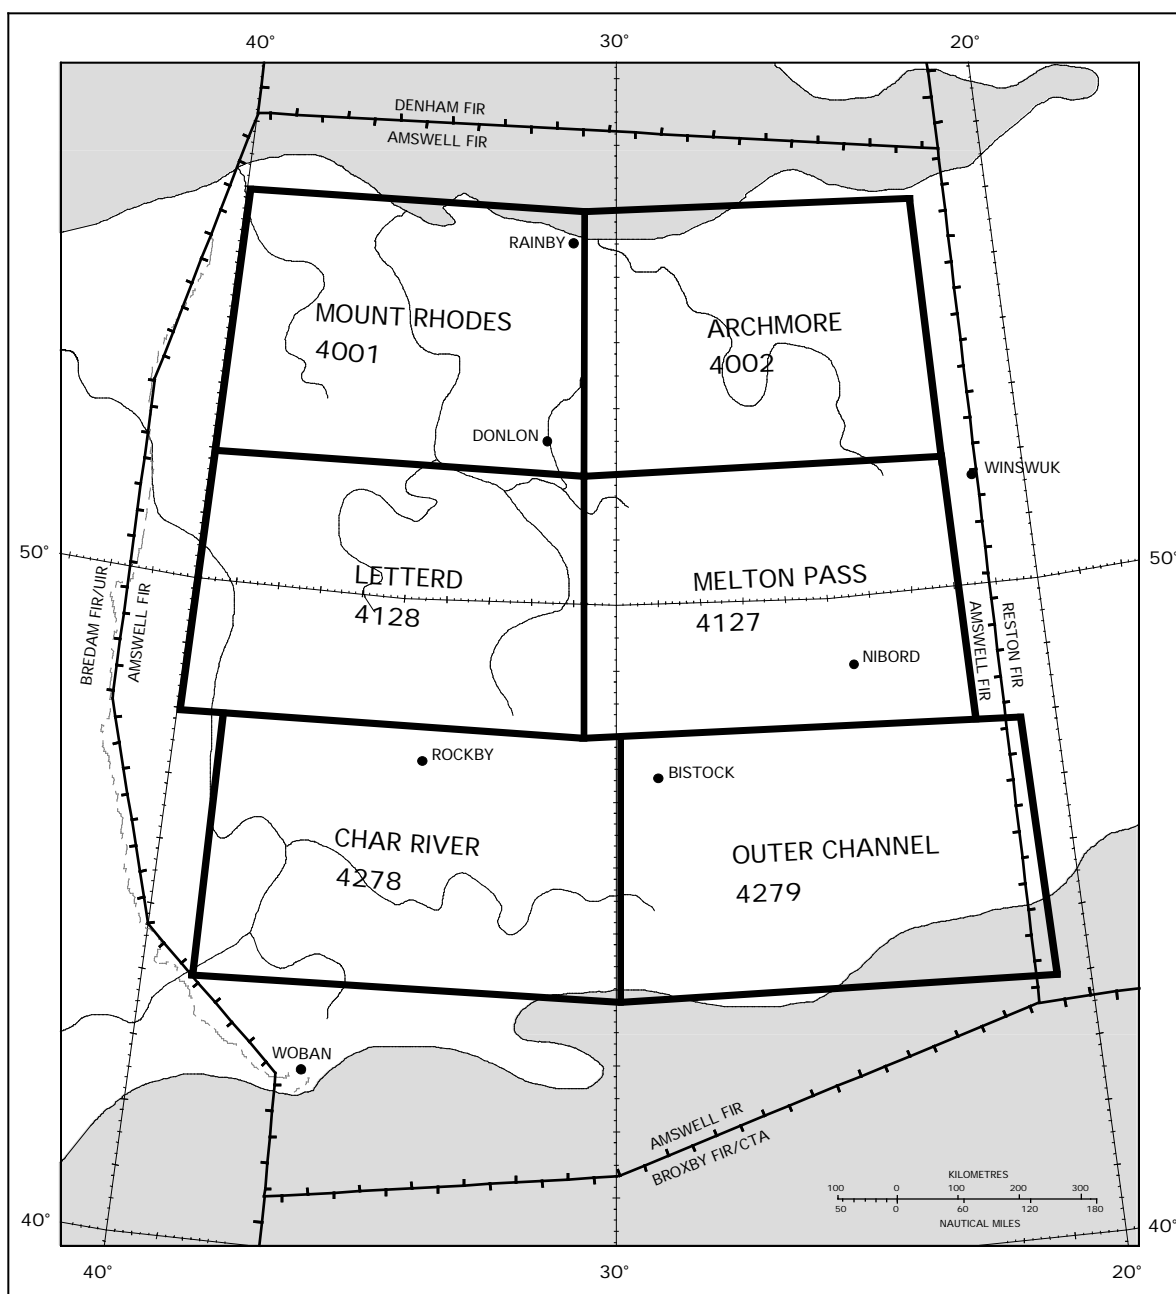 40° 30° 20°
DENHAM FIR
AMSWELL FIR
RAINBY
MOUNT RHODES
4001
ARCHMORE
4002
DONLON
WINSWUK
50° 50°
LETTERD
4128
MELTON PASS
4127
BREDAM FIR/UIR
AMSWELL FIR
AMSWELL FIR
RESTON FIR
NIBORD
ROCKBY
BISTOCK
CHAR RIVER
4278
OUTER CHANNEL
4279
WOBAN
AMSWELL FIR
BROXBY FIR/CTA
KILOMETRES
100 0 100 200 300
50 0 60 120 180
NAUTICAL MILES
40° 40°
40° 30° 20°